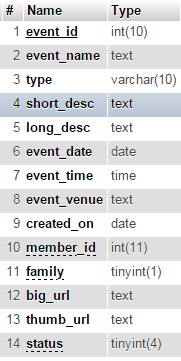 # Name Type
1 event_id int(10)
2 event_name text
3 type varchar(10)
4 short_desc text
5 long_desc text
6 event_date date
7 event_time time
8 event_venue text
9 created_on date
10 member_id int(11)
11 family tinyint(1)
12 big_url text
13 thumb_url text
14 status tinyint(4)